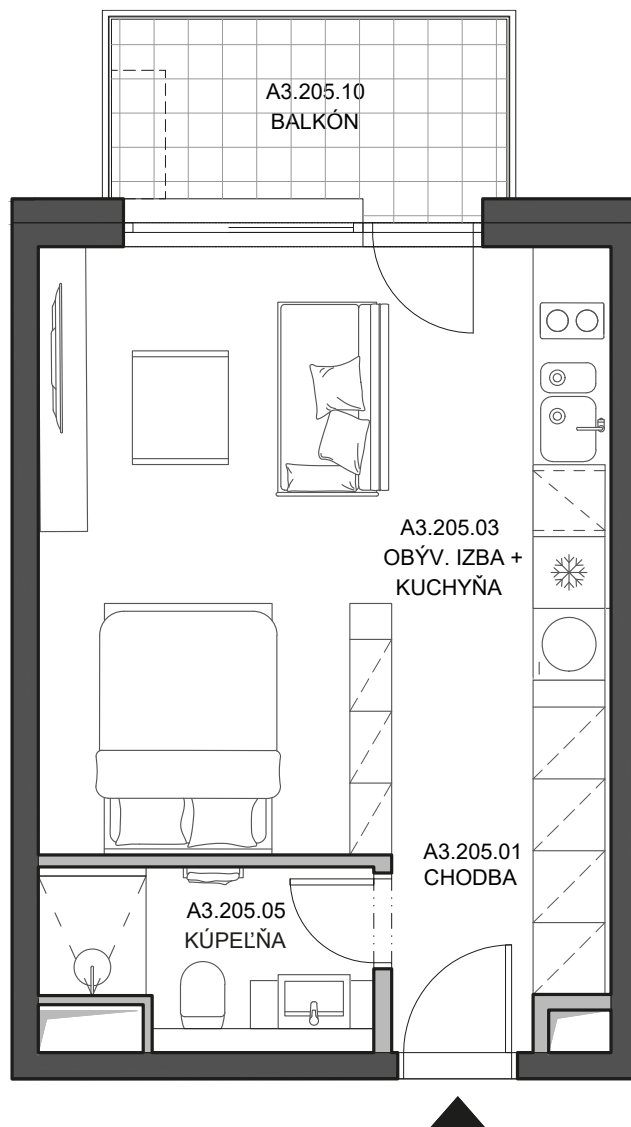 A3.205.10
BALKÓN
A3.205.03
OBÝV. IZBA +
KUCHYŇA
A3.205.01
CHODBA
A3.205.05
KÚPEĽŇA